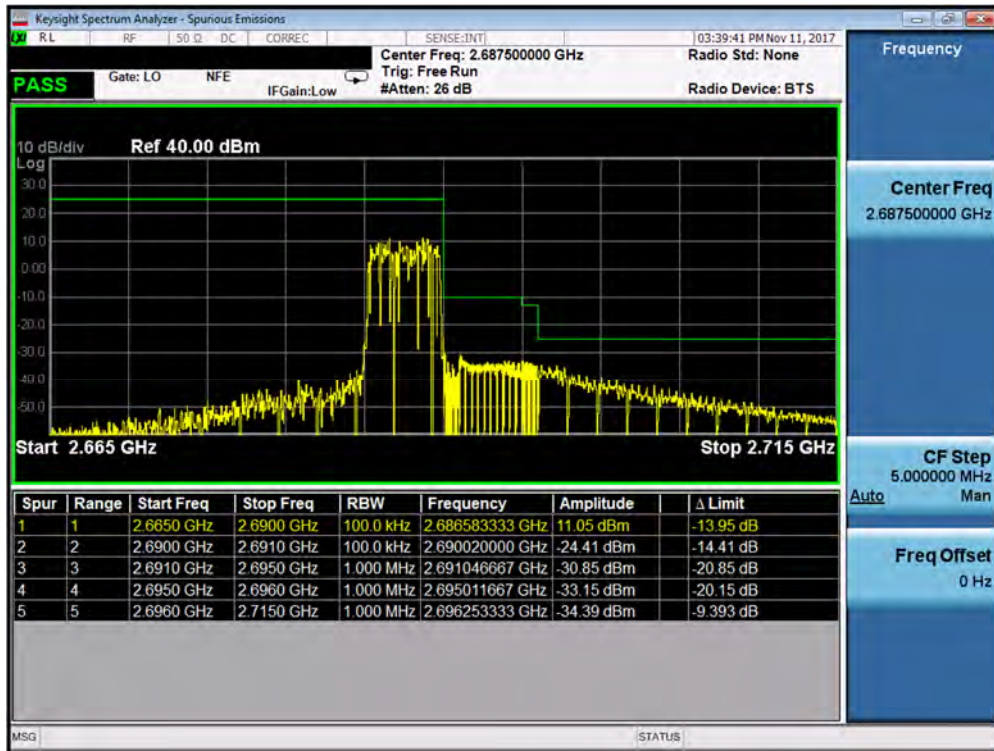 Keysight Spectrum Analyzer - Spurious Emissions
LXI RL RF 50 Ω DC CORREC SENSE:INT 03:39:41 PM Nov 11, 2017
Center Freq: 2.687500000 GHz Radio Std: None
PASS Gate: LO NFE Trig: Free Run
IFGain:Low #Atten: 26 dB Radio Device: BTS
10 dB/div Ref 40.00 dBm
Log
30.0
20.0
10.0
0.00
-10.0
-20.0
-30.0
-40.0
-50.0
Start 2.665 GHz Stop 2.715 GHz
Spur Range Start Freq Stop Freq RBW Frequency Amplitude Δ Limit
1 1 2.6650 GHz 2.6900 GHz 100.0 kHz 2.686583333 GHz 11.05 dBm -13.95 dB
2 2 2.6900 GHz 2.6910 GHz 100.0 kHz 2.690020000 GHz -24.41 dBm -14.41 dB
3 3 2.6910 GHz 2.6950 GHz 1.000 MHz 2.691046667 GHz -30.85 dBm -20.85 dB
4 4 2.6950 GHz 2.6960 GHz 1.000 MHz 2.695011667 GHz -33.15 dBm -20.15 dB
5 5 2.6960 GHz 2.7150 GHz 1.000 MHz 2.696253333 GHz -34.39 dBm -9.393 dB
MSG STATUS
Frequency
Center Freq
2.687500000 GHz
CF Step
5.000000 MHz
Auto Man
Freq Offset
0 Hz